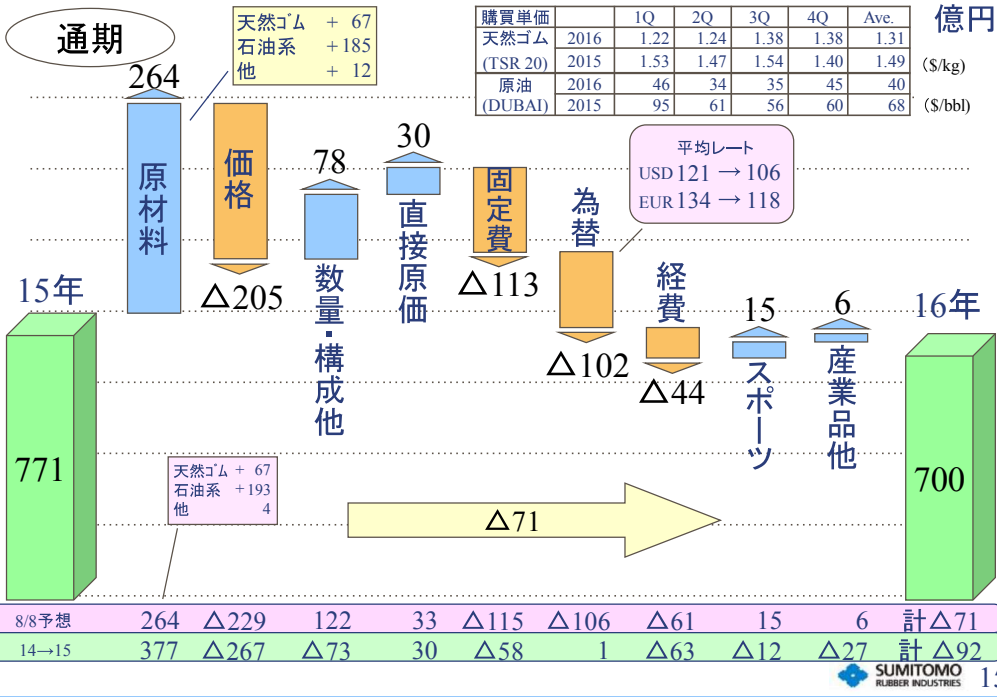 通期
天然ｺﾞﾑ + 67
石油系 +185
他 + 12
購買単価 1Q 2Q 3Q 4Q Ave.
天然ゴム 2016 1.22 1.24 1.38 1.38 1.31
(TSR 20) 2015 1.53 1.47 1.54 1.40 1.49
($/kg)
原油 2016 46 34 35 45 40
(DUBAI) 2015 95 61 56 60 68
($/bbl)
億円
平均レート
USD 121 → 106
EUR 134 → 118
15年
771
264
原材料
価格
△205
78
数量・構成他
30
直接原価
固定費
△113
為替
△102
経費
△44
15
スポーツ
6
産業品他
16年
700
天然ｺﾞﾑ + 67
石油系 +193
他 4
△71
8/8予想 264 △229 122 33 △115 △106 △61 15 6 計△71
14→15 377 △267 △73 30 △58 1 △63 △12 △27 計 △92
SUMITOMO
RUBBER INDUSTRIES